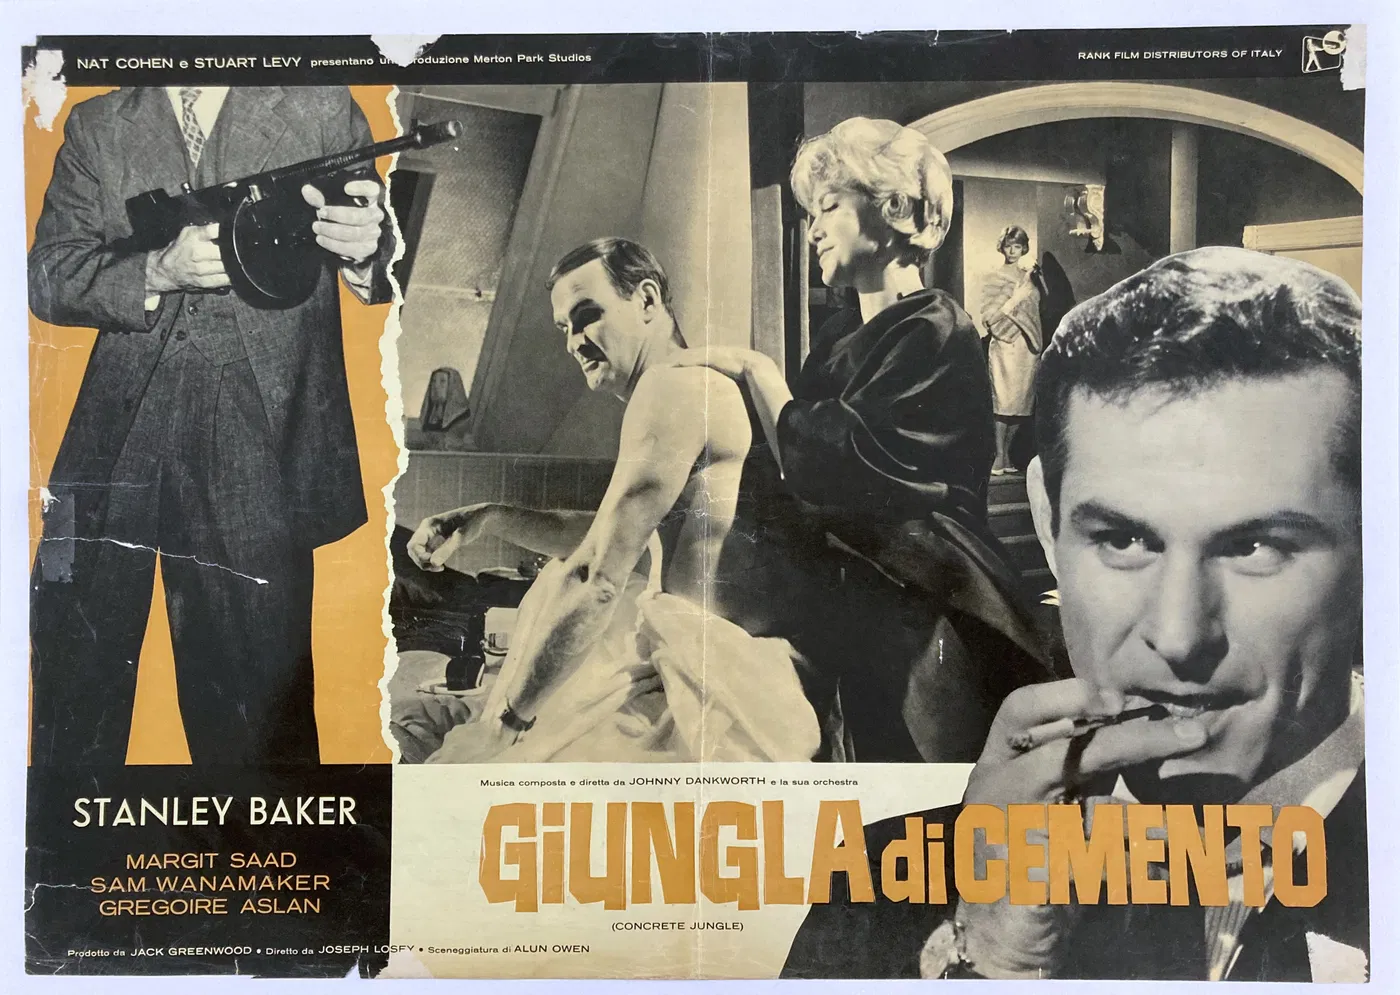 NAT COHEN e STUART LEVY presentano un roduzione Merton Park Studios
RANK FILM DISTRIBUTORS OF ITALY
Musica composta e diretta da JOHNNY DANKWORTH e la sua orchestra
STANLEY BAKER
MARGIT SAAD
SAM WANAMAKER
GREGOIRE ASLAN
GiUNGLA di CEMENTO
(CONCRETE JUNGLE)
Prodotto da JACK GREENWOOD • Diretto da JOSEPH LOSEY • Sceneggiatura di ALUN OWEN